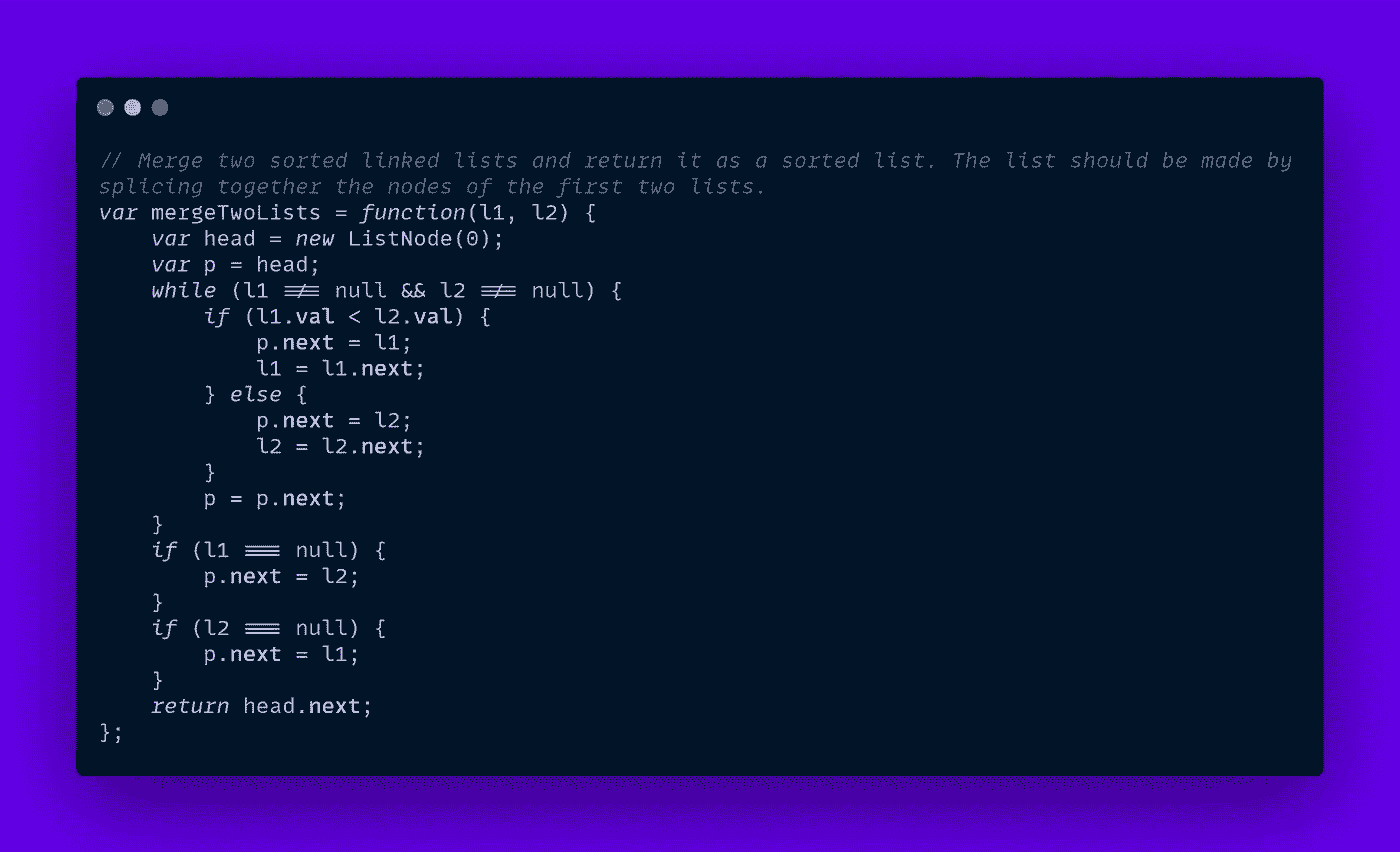 // Merge two sorted linked lists and return it as a sorted list. The list should be made by
splicing together the nodes of the first two lists.
var mergeTwoLists = function(l1, l2) {
    var head = new ListNode(0);
    var p = head;
    while (l1 !== null && l2 !== null) {
        if (l1.val < l2.val) {
            p.next = l1;
            l1 = l1.next;
        } else {
            p.next = l2;
            l2 = l2.next;
        }
        p = p.next;
    }
    if (l1 === null) {
        p.next = l2;
    }
    if (l2 === null) {
        p.next = l1;
    }
    return head.next;
};